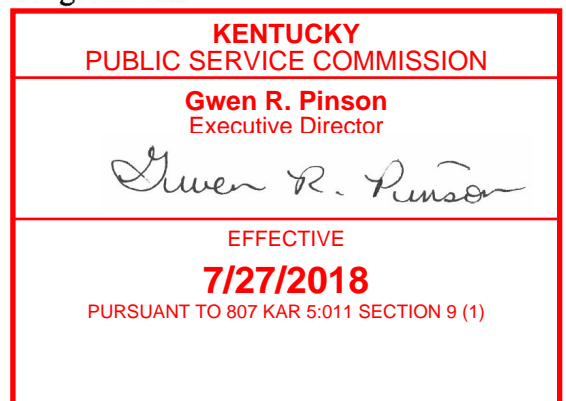 KENTUCKY
PUBLIC SERVICE COMMISSION
Gwen R. Pinson
Executive Director
Gwen R. Pinson
EFFECTIVE
7/27/2018
PURSUANT TO 807 KAR 5:011 SECTION 9 (1)